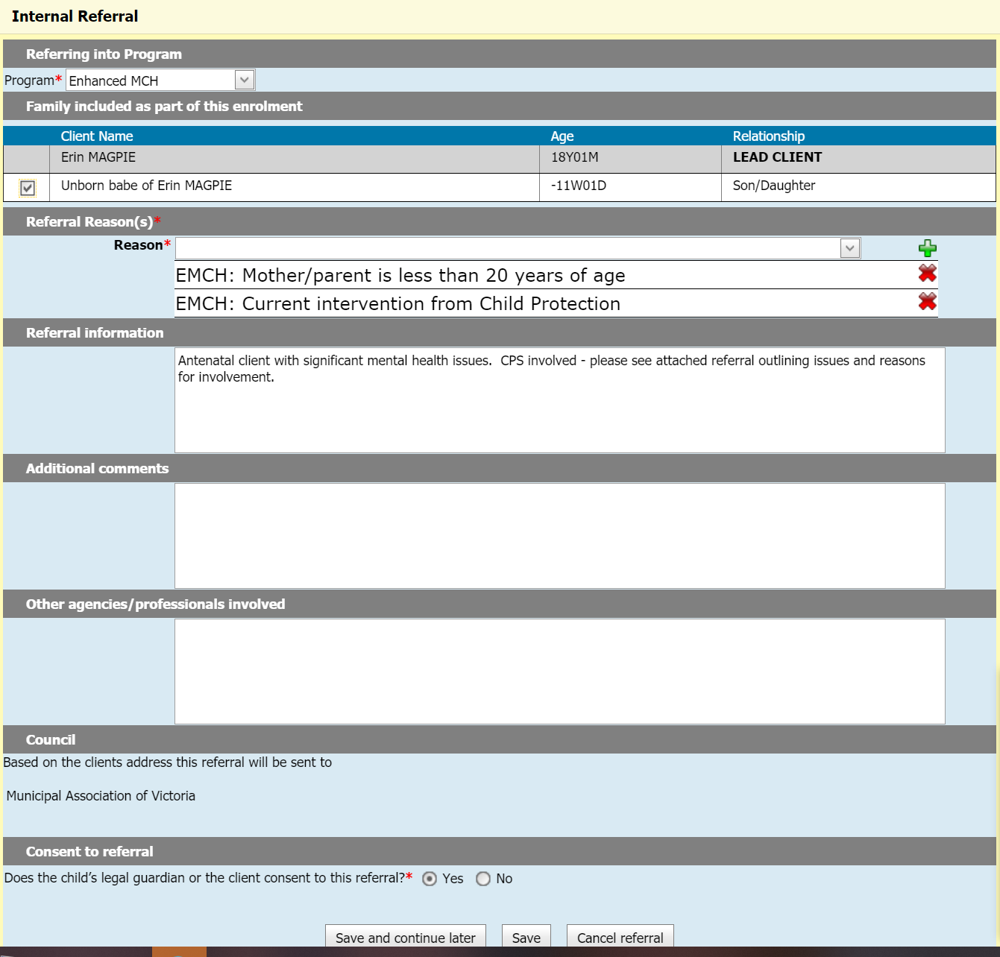 Internal Referral
Referring into Program
Program* Enhanced MCH
Family included as part of this enrolment
Client Name Age Relationship
Erin MAGPIE 18Y01M LEAD CLIENT
Unborn babe of Erin MAGPIE -11W01D Son/Daughter
Referral Reason(s)*
Reason*
EMCH: Mother/parent is less than 20 years of age
EMCH: Current intervention from Child Protection
Referral information
Antenatal client with significant mental health issues.  CPS involved - please see attached referral outlining issues and reasons
for involvement.
Additional comments
Other agencies/professionals involved
Council
Based on the clients address this referral will be sent to
Municipal Association of Victoria
Consent to referral
Does the child's legal guardian or the client consent to this referral?* Yes No
Save and continue later Save Cancel referral